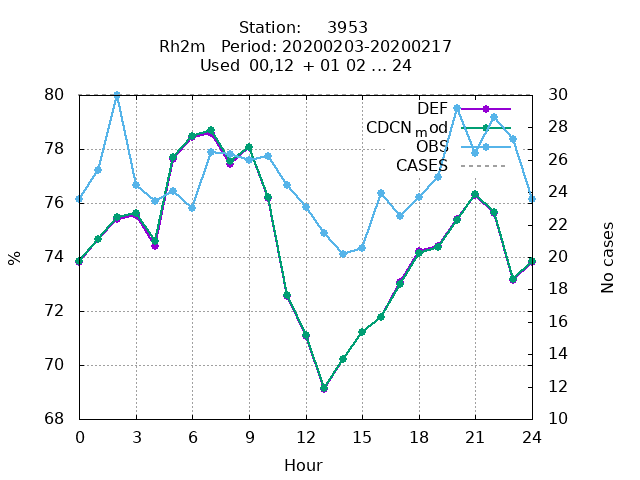 Station: 3953
Rh2m Period: 20200203-20200217
Used 00,12 + 01 02 ... 24
80 30
DEF
28
CDCN mod
78 OBS
26
CASES
76 24
22
74 20
18
72 16
14
70 12
68 10
%
No cases
0 3 6 9 12 15 18 21 24
Hour